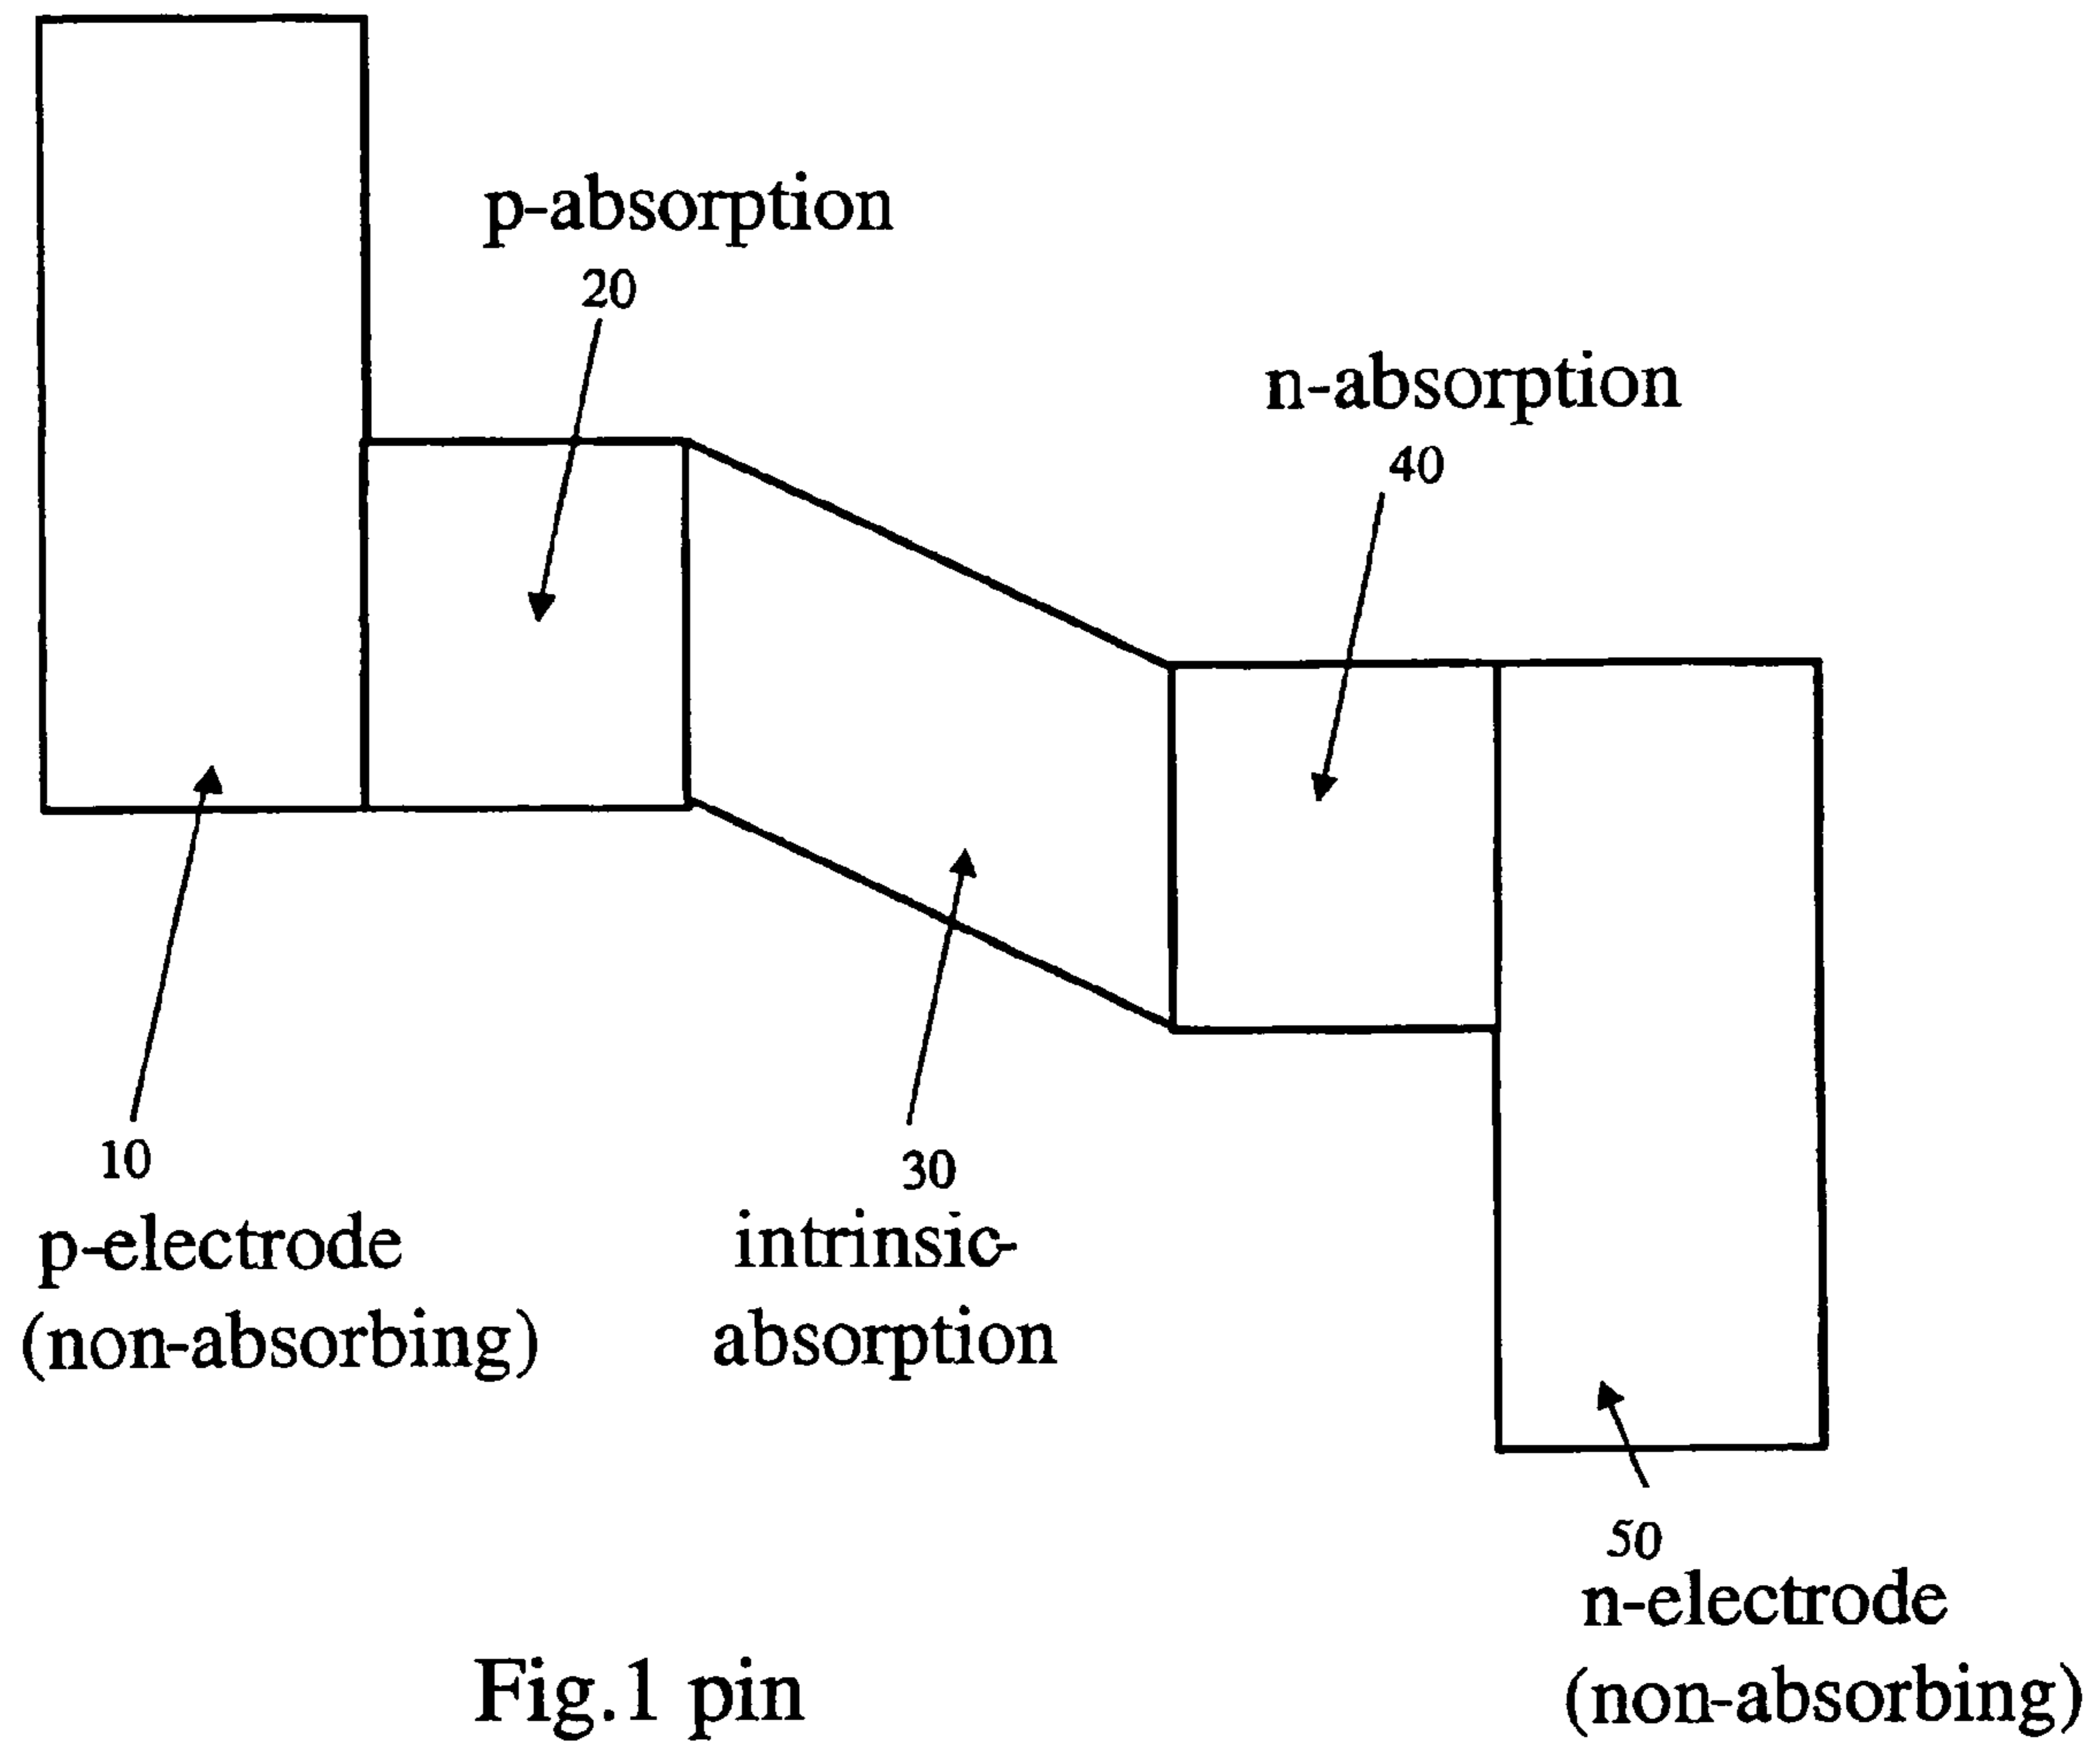 p-absorption
20
n-absorption
40
10
p-electrode
(non-absorbing)
30
intrinsic-
absorption
50
n-electrode
(non-absorbing)
Fig.1 pin